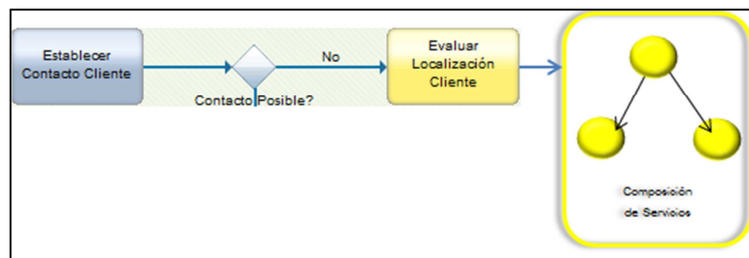 Establecer
Contacto Cliente
Contacto Posible?
No
Evaluar
Localización
Cliente
Composición
de Servicios